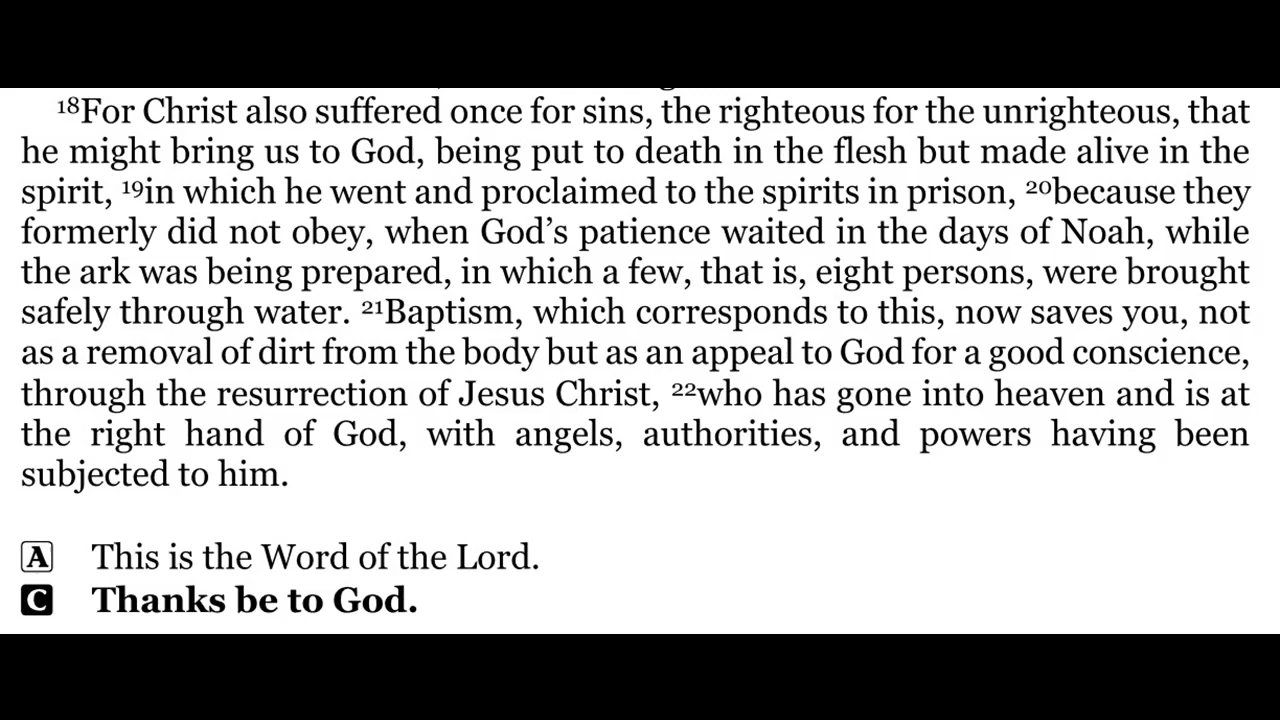 ¹⁸For Christ also suffered once for sins, the righteous for the unrighteous, that
he might bring us to God, being put to death in the flesh but made alive in the
spirit, ¹⁹in which he went and proclaimed to the spirits in prison, ²⁰because they
formerly did not obey, when God’s patience waited in the days of Noah, while
the ark was being prepared, in which a few, that is, eight persons, were brought
safely through water. ²¹Baptism, which corresponds to this, now saves you, not
as a removal of dirt from the body but as an appeal to God for a good conscience,
through the resurrection of Jesus Christ, ²²who has gone into heaven and is at
the right hand of God, with angels, authorities, and powers having been
subjected to him.
A This is the Word of the Lord.
C Thanks be to God.